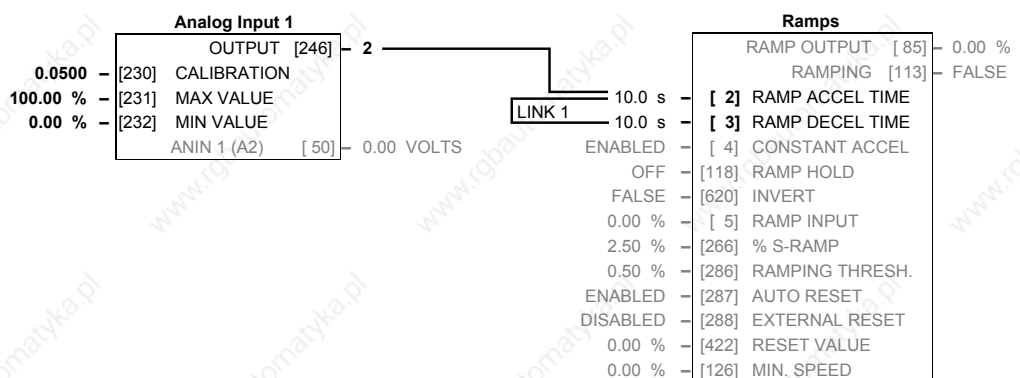 Analog Input 1
OUTPUT [246] – 2
0.0500 – [230] CALIBRATION
100.00 % – [231] MAX VALUE
0.00 % – [232] MIN VALUE
ANIN 1 (A2) [ 50] – 0.00 VOLTS
LINK 1
Ramps
RAMP OUTPUT [ 85] – 0.00 %
RAMPING [113] – FALSE
10.0 s – [ 2] RAMP ACCEL TIME
10.0 s – [ 3] RAMP DECEL TIME
ENABLED – [ 4] CONSTANT ACCEL
OFF – [118] RAMP HOLD
FALSE – [620] INVERT
0.00 % – [ 5] RAMP INPUT
2.50 % – [266] % S-RAMP
0.50 % – [286] RAMPING THRESH.
ENABLED – [287] AUTO RESET
DISABLED – [288] EXTERNAL RESET
0.00 % – [422] RESET VALUE
0.00 % – [126] MIN. SPEED
www.rgbautomatyka.pl